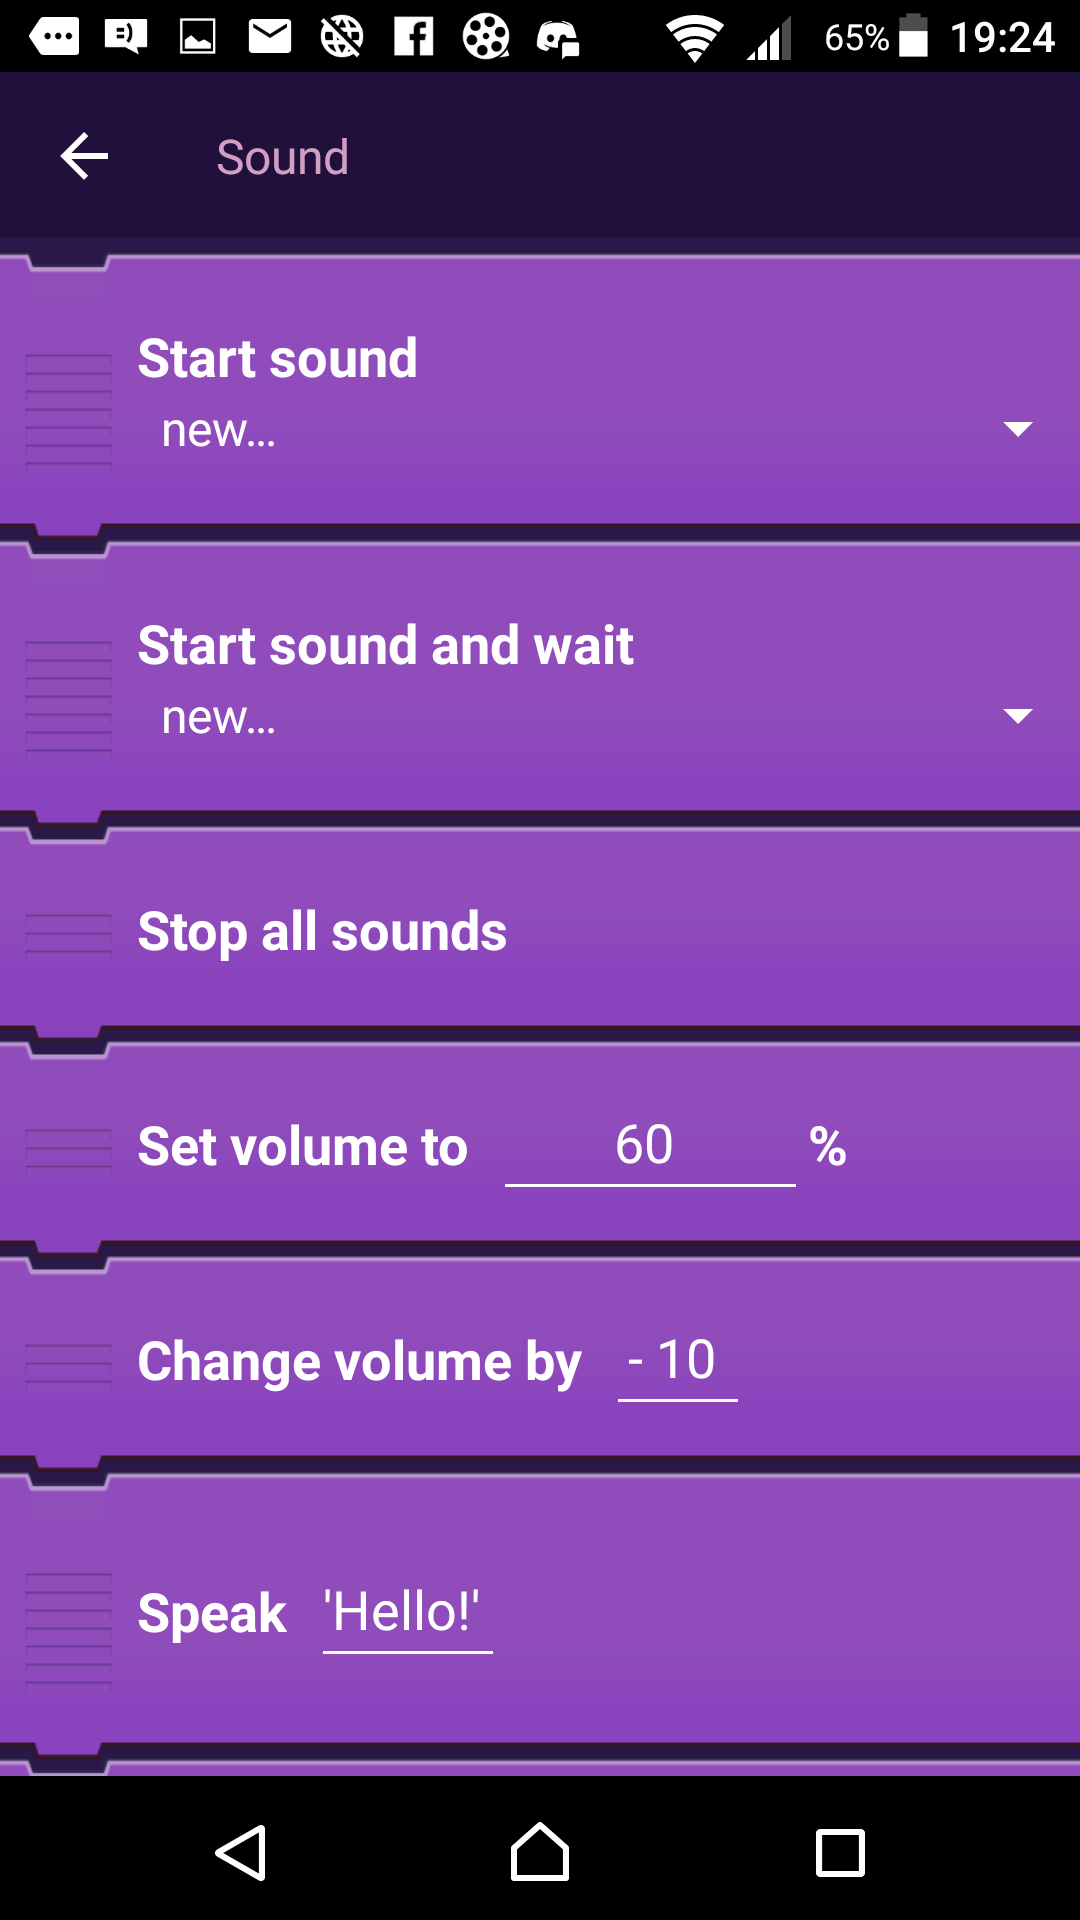 65% 19:24
Sound
Start sound
new...
Start sound and wait
new...
Stop all sounds
Set volume to 60 %
Change volume by - 10
Speak 'Hello!'